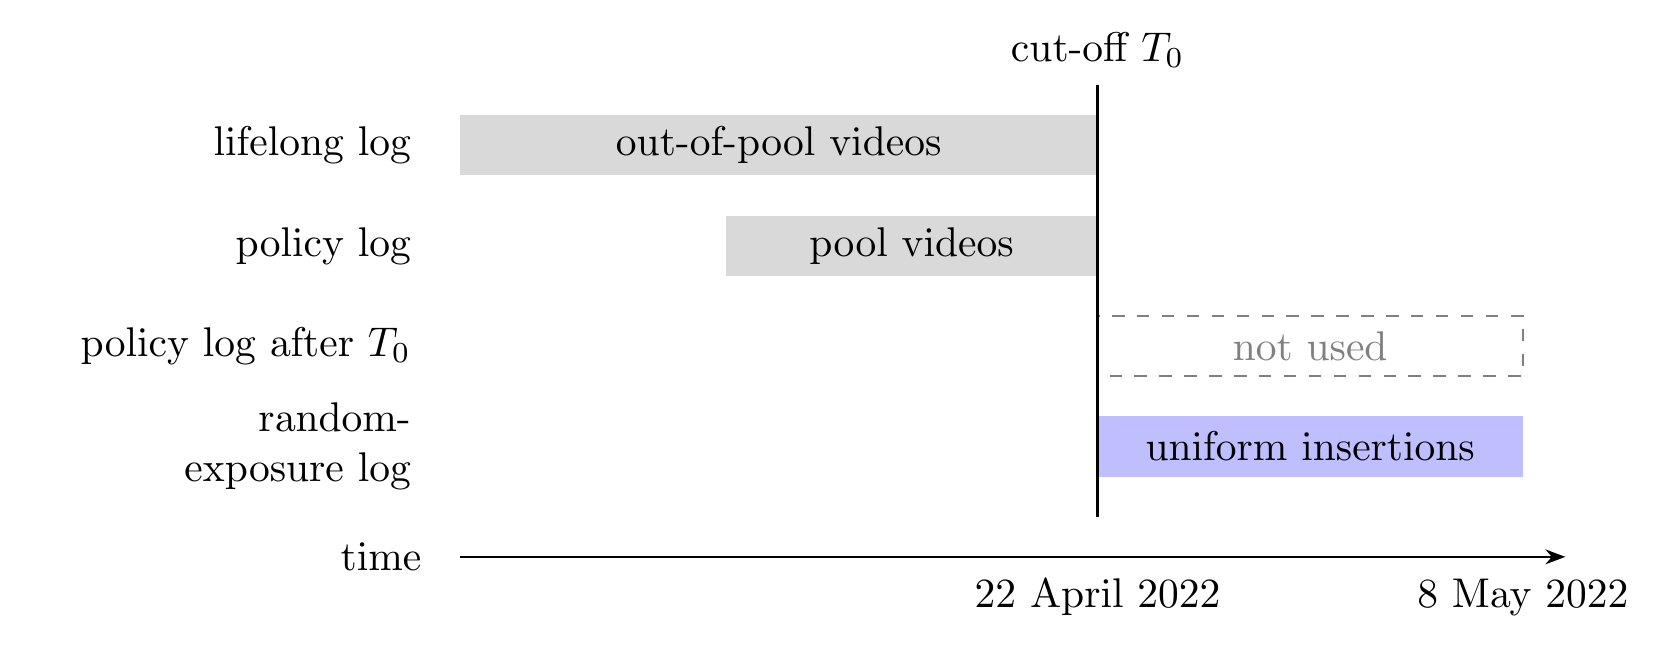 cut-off T₀
lifelong log
out-of-pool videos
policy log
pool videos
policy log after T₀
not used
random-
exposure log
uniform insertions
time
22 April 2022
8 May 2022